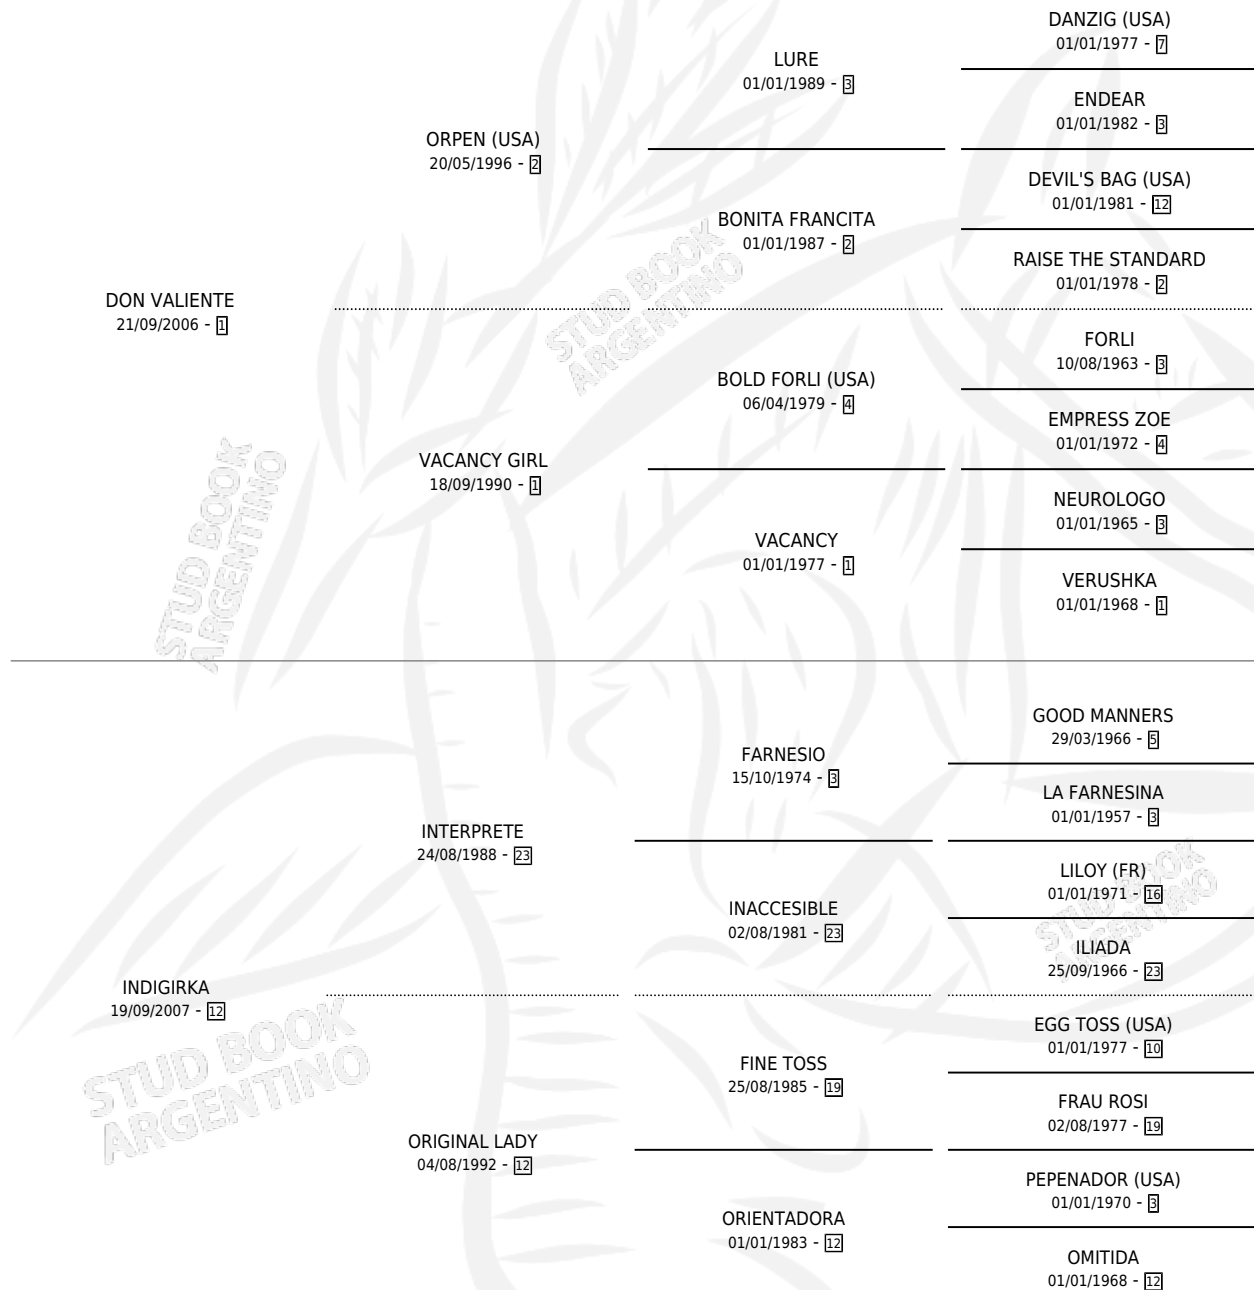 DON VALIENTE
21/09/2006 - 1
ORPEN (USA)
20/05/1996 - 2
VACANCY GIRL
18/09/1990 - 1
LURE
01/01/1989 - 3
BONITA FRANCITA
01/01/1987 - 2
BOLD FORLI (USA)
06/04/1979 - 4
VACANCY
01/01/1977 - 1
DANZIG (USA)
01/01/1977 - 7
ENDEAR
01/01/1982 - 3
DEVIL'S BAG (USA)
01/01/1981 - 12
RAISE THE STANDARD
01/01/1978 - 2
FORLI
10/08/1963 - 3
EMPRESS ZOE
01/01/1972 - 4
NEUROLOGO
01/01/1965 - 3
VERUSHKA
01/01/1968 - 1
INDIGIRKA
19/09/2007 - 12
INTERPRETE
24/08/1988 - 23
ORIGINAL LADY
04/08/1992 - 12
FARNESIO
15/10/1974 - 3
INACCESIBLE
02/08/1981 - 23
FINE TOSS
25/08/1985 - 19
ORIENTADORA
01/01/1983 - 12
GOOD MANNERS
29/03/1966 - 5
LA FARNESINA
01/01/1957 - 3
LILOY (FR)
01/01/1971 - 16
ILIADA
25/09/1966 - 23
EGG TOSS (USA)
01/01/1977 - 10
FRAU ROSI
02/08/1977 - 19
PEPENADOR (USA)
01/01/1970 - 3
OMITIDA
01/01/1968 - 12
STUD BOOK
ARGENTINO
STUD BOOK
ARGENTINO
STUD BOOK
ARGENTINO
STUD BOOK
ARGENTINO